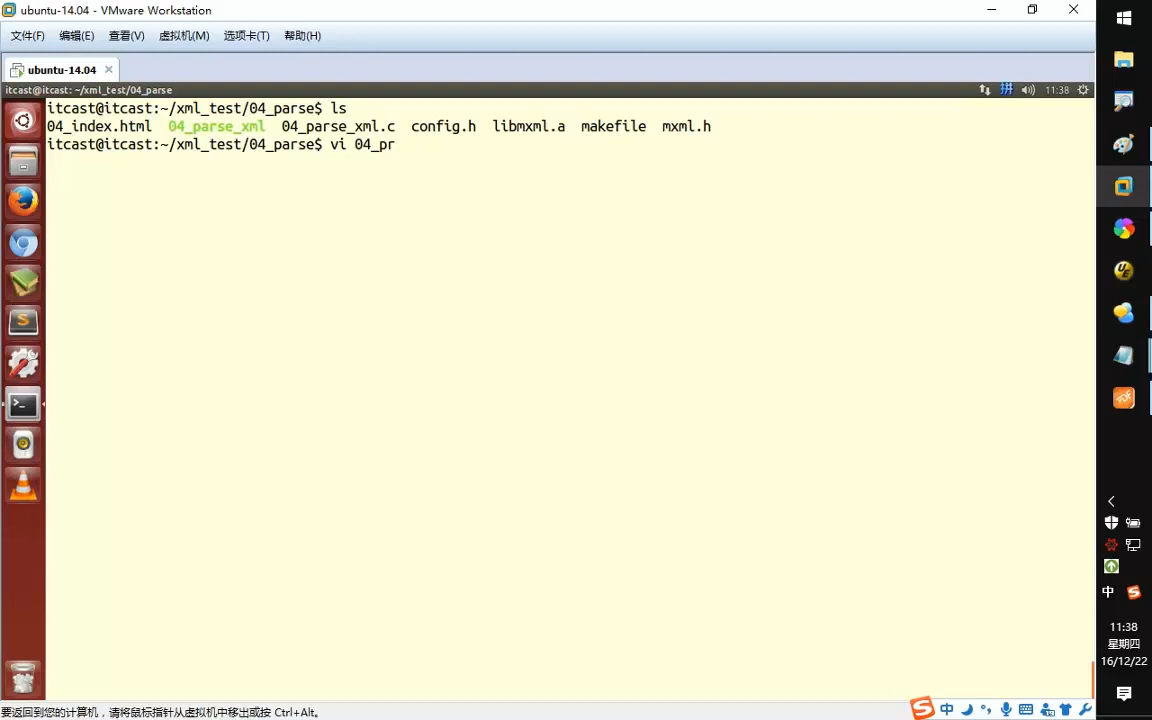 ubuntu-14.04 - VMware Workstation
文件(F) 编辑(E) 查看(V) 虚拟机(M) 选项卡(T) 帮助(H)
ubuntu-14.04
itcast@itcast: ~/xml_test/04_parse 11:38
itcast@itcast:~/xml_test/04_parse$ ls
04_index.html 04_parse_xml 04_parse_xml.c config.h libmxml.a makefile mxml.h
itcast@itcast:~/xml_test/04_parse$ vi 04_pr
中
11:38
星期四
16/12/22
要返回到您的计算机，请将鼠标指针从虚拟机中移出或按 Ctrl+Alt。
中